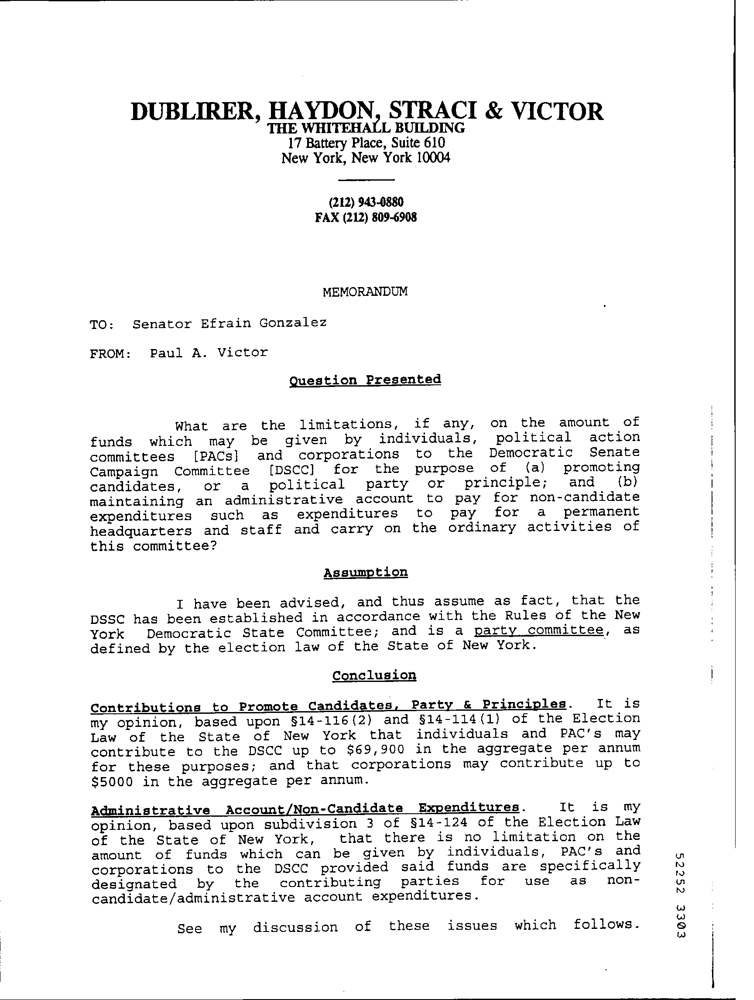 DUBLIRER, HAYDON, STRACI & VICTOR
THE WHITEHALL BUILDING
17 Battery Place, Suite 610
New York, New York 10004
(212) 943-0880
FAX (212) 809-6908
MEMORANDUM
TO: Senator Efrain Gonzalez
FROM: Paul A. Victor
Question Presented
What are the limitations, if any, on the amount of
funds which may be given by individuals, political action
committees [PACs] and corporations to the Democratic Senate
Campaign Committee [DSCC] for the purpose of (a) promoting
candidates, or a political party or principle; and (b)
maintaining an administrative account to pay for non-candidate
expenditures such as expenditures to pay for a permanent
headquarters and staff and carry on the ordinary activities of
this committee?
Assumption
I have been advised, and thus assume as fact, that the
DSSC has been established in accordance with the Rules of the New
York Democratic State Committee; and is a party committee, as
defined by the election law of the State of New York.
Conclusion
Contributions to Promote Candidates, Party & Principles. It is
my opinion, based upon §14-116(2) and §14-114(1) of the Election
Law of the State of New York that individuals and PAC's may
contribute to the DSCC up to $69,900 in the aggregate per annum
for these purposes; and that corporations may contribute up to
$5000 in the aggregate per annum.
Administrative Account/Non-Candidate Expenditures. It is my
opinion, based upon subdivision 3 of §14-124 of the Election Law
of the State of New York, that there is no limitation on the
amount of funds which can be given by individuals, PAC's and
corporations to the DSCC provided said funds are specifically
designated by the contributing parties for use as non-
candidate/administrative account expenditures.
See my discussion of these issues which follows.
52252 3303